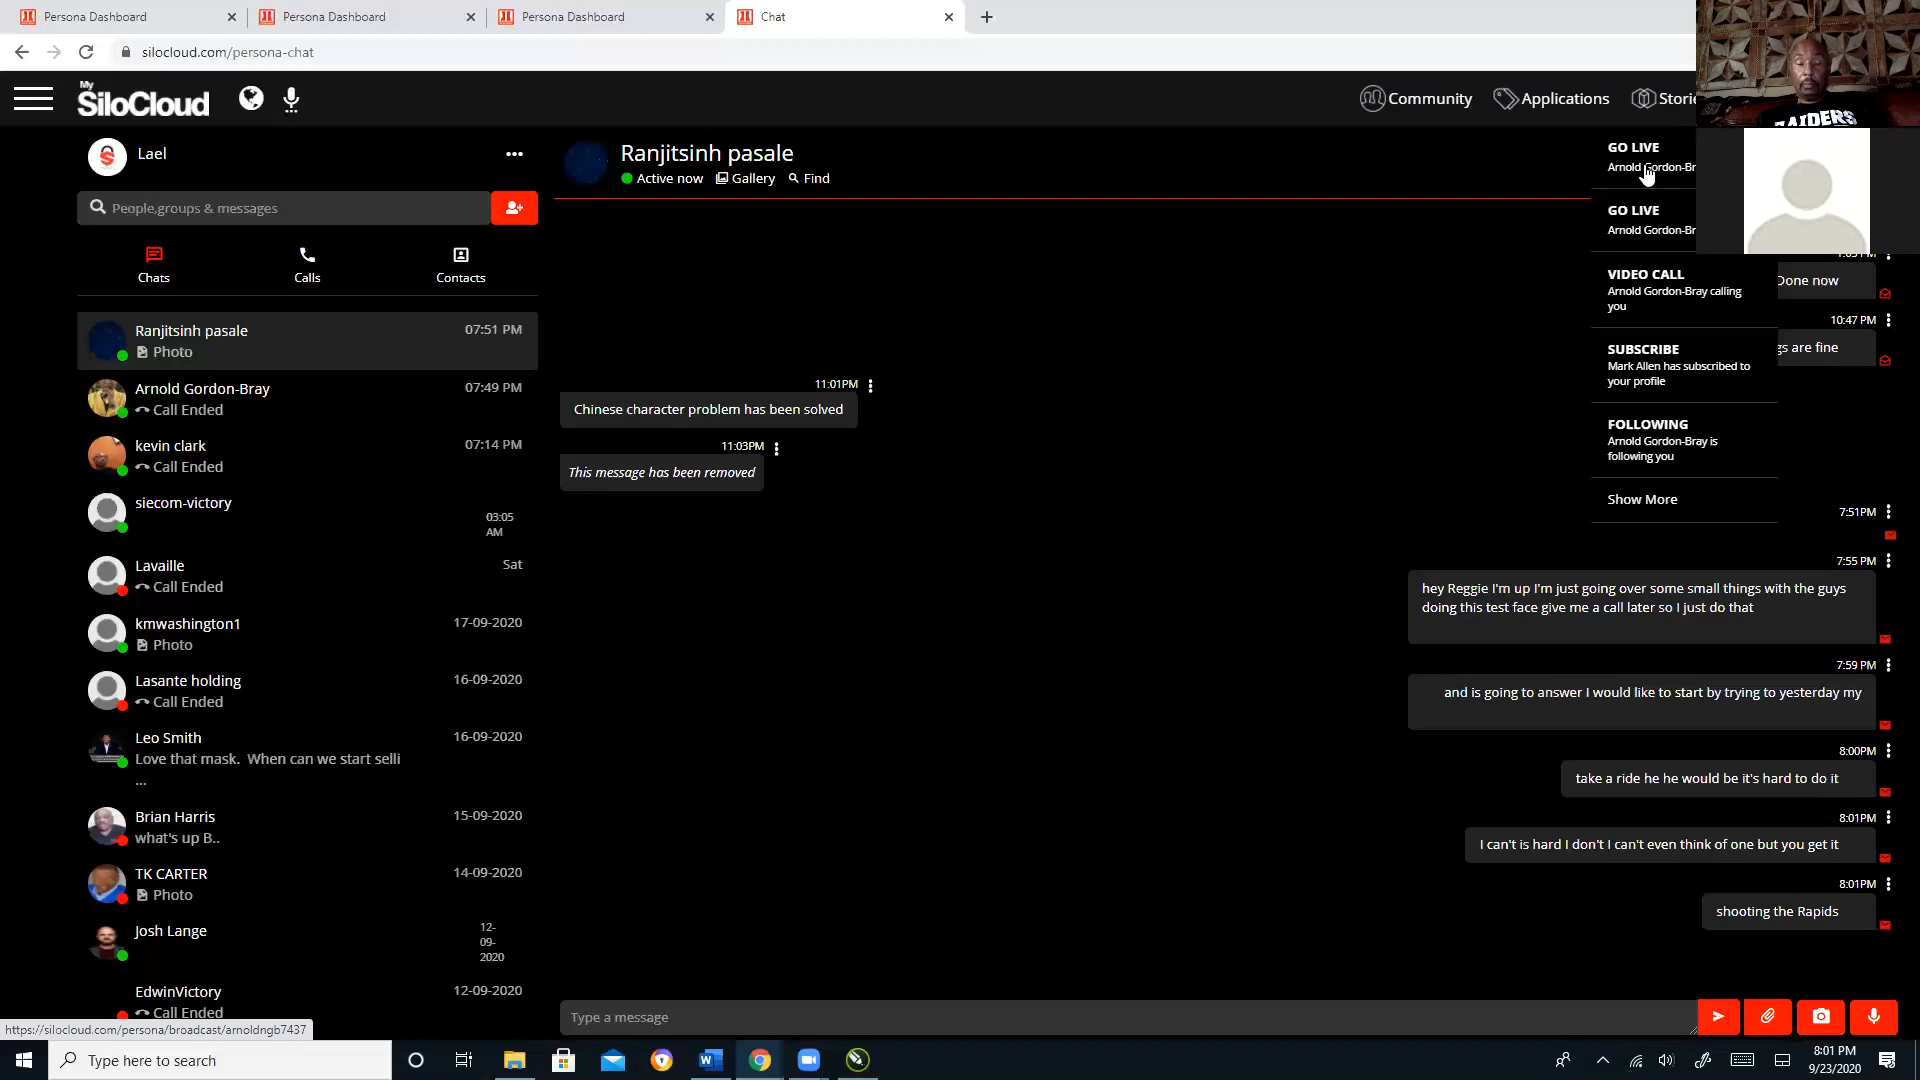 Persona Dashboard
Persona Dashboard
Persona Dashboard
Chat
silocloud.com/persona-chat
My
SiloCloud
Community
Applications
Lael
People,groups & messages
Chats
Calls
Contacts
Ranjitsinh pasale
07:51 PM
Photo
Arnold Gordon-Bray
07:49 PM
Call Ended
kevin clark
07:14 PM
Call Ended
siecom-victory
03:05
AM
Lavaille
Sat
Call Ended
kmwashington1
17-09-2020
Photo
Lasante holding
16-09-2020
Call Ended
Leo Smith
16-09-2020
Love that mask.  When can we start selli
...
Brian Harris
15-09-2020
what's up B..
TK CARTER
14-09-2020
Photo
Josh Lange
12-
09-
2020
EdwinVictory
12-09-2020
Call Ended
https://silocloud.com/persona/broadcast/arnoldngb7437
Ranjitsinh pasale
Active now Gallery Find
11:01PM
Chinese character problem has been solved
11:03PM
This message has been removed
GO LIVE
Arnold Gordon-Br
GO LIVE
Arnold Gordon-Br
VIDEO CALL
Arnold Gordon-Bray calling
you
SUBSCRIBE
Mark Allen has subscribed to
your profile
FOLLOWING
Arnold Gordon-Bray is
following you
Show More
Done now
10:47 PM
are fine
7:51PM
7:55 PM
hey Reggie I'm up I'm just going over some small things with the guys
doing this test face give me a call later so I just do that
7:59 PM
and is going to answer I would like to start by trying to yesterday my
8:00PM
take a ride he he would be it's hard to do it
8:01PM
I can't is hard I don't I can't even think of one but you get it
8:01PM
shooting the Rapids
Type a message
Type here to search
8:01 PM
9/23/2020